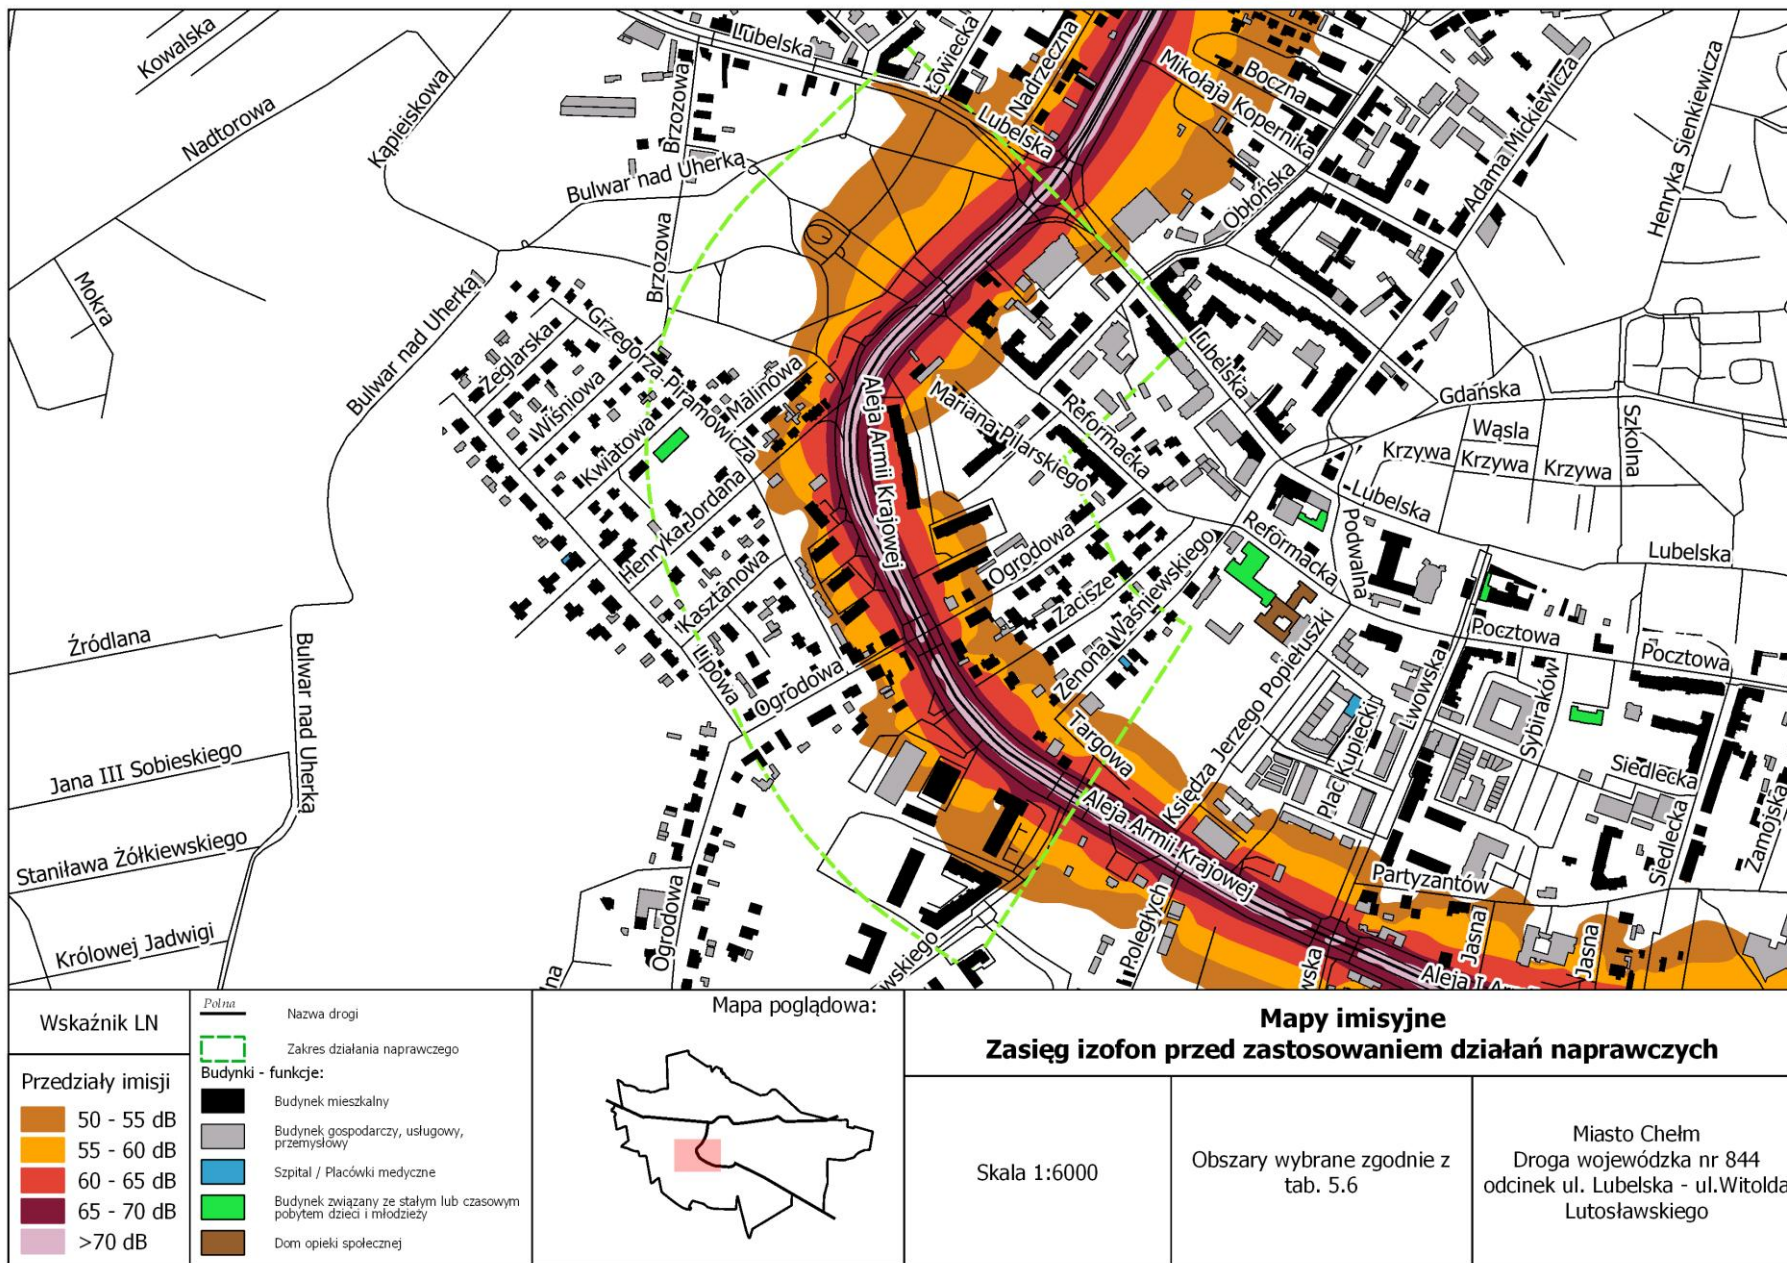 Kowalska
Nadtorowa
Kąpieiskowa
Lubelska
Łowiecka
Nadrzeczna
Lubelska
Mikołaja Kopernika
Boczna
Adama Mickiewicza
Henryka Sienkiewicza
Brzozowa
Bulwar nad Uherką
Obłońska
Brzozowa
Mokra
Bulwar nad Uherką
Żeglarska
Grzegorza Piramowicza
Wiśniowa
Malinowa
Kwiatowa
Aleja Armii Krajowej
Mariana Pilarskiego
Reformacka
Lubelska
Gdańska
Wąsla
Krzywa
Krzywa
Krzywa
Szkolna
Henryka Jordana
Kasztanowa
Ogrodowa
Zacisze
Zenona Waśniewskiego
Reformacka
Podwalna
Lubelska
Lubelska
Źródlana
Bulwar nad Uherką
Lipowa
Ogrodowa
Pocztowa
Pocztowa
Targowa
Księdza Jerzego Popiełuszki
Plac Kupiecki
Lwowska
Sybiraków
Siedlecka
Siedlecka
Zamojska
Jana III Sobieskiego
Staniława Żółkiewskiego
Królowej Jadwigi
Ogrodowa
Aleja Armii Krajowej
Poległych
Partyzantów
Jasna
Jasna
wskiego
wska
lna
Aleja I Arm
Wskaźnik LN
Przedziały imisji
50 - 55 dB
55 - 60 dB
60 - 65 dB
65 - 70 dB
>70 dB
Polna
Nazwa drogi
Zakres działania naprawczego
Budynki - funkcje:
Budynek mieszkalny
Budynek gospodarczy, usługowy,
przemysłowy
Szpital / Placówki medyczne
Budynek związany ze stałym lub czasowym
pobytem dzieci i młodzieży
Dom opieki społecznej
Mapa poglądowa:
Mapy imisyjne
Zasięg izofon przed zastosowaniem działań naprawczych
Skala 1:6000
Obszary wybrane zgodnie z
tab. 5.6
Miasto Chełm
Droga wojewódzka nr 844
odcinek ul. Lubelska - ul.Witolda
Lutosławskiego